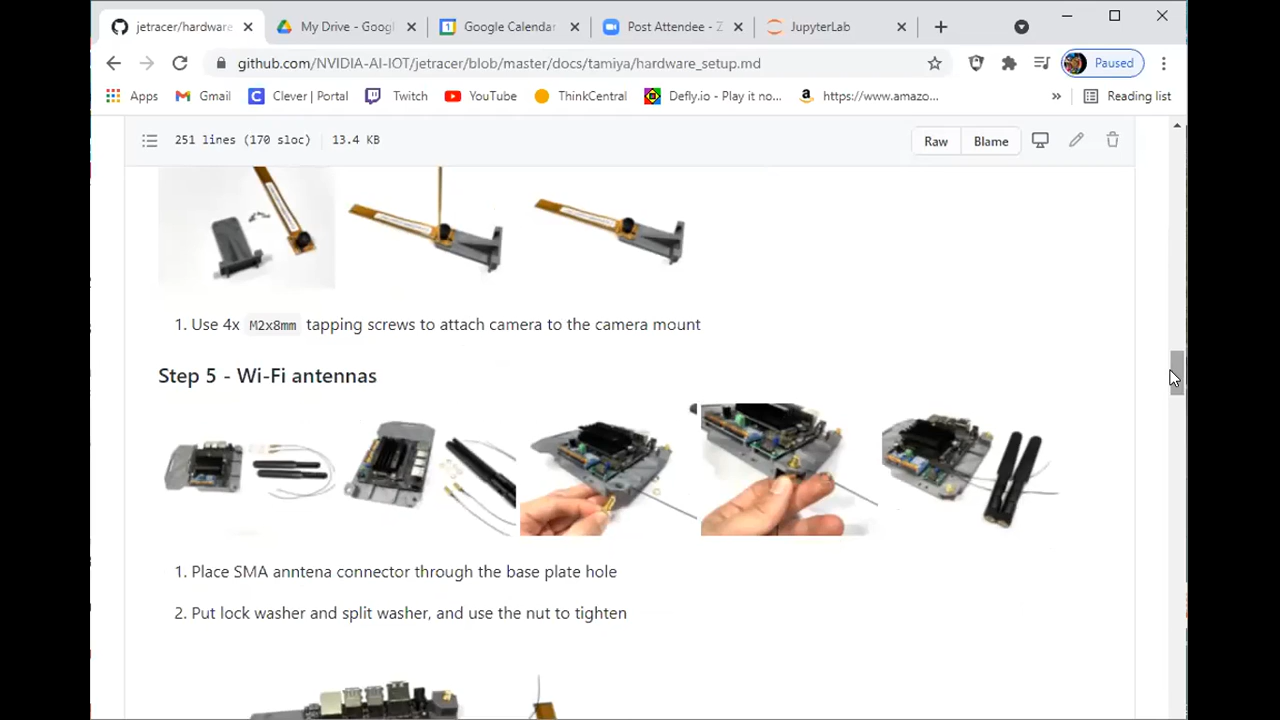 jetracer/hardware
My Drive - Googl
Google Calenda
Post Attendee - Z
JupyterLab
github.com/NVIDIA-AI-IOT/jetracer/blob/master/docs/tamiya/hardware_setup.md
Paused
Apps
Gmail
Clever | Portal
Twitch
YouTube
ThinkCentral
Defly.io - Play it no...
https://www.amazo...
»
Reading list
251 lines (170 sloc)
13.4 KB
Raw
Blame
1. Use 4x M2x8mm tapping screws to attach camera to the camera mount
Step 5 - Wi-Fi antennas
1. Place SMA anntena connector through the base plate hole
2. Put lock washer and split washer, and use the nut to tighten